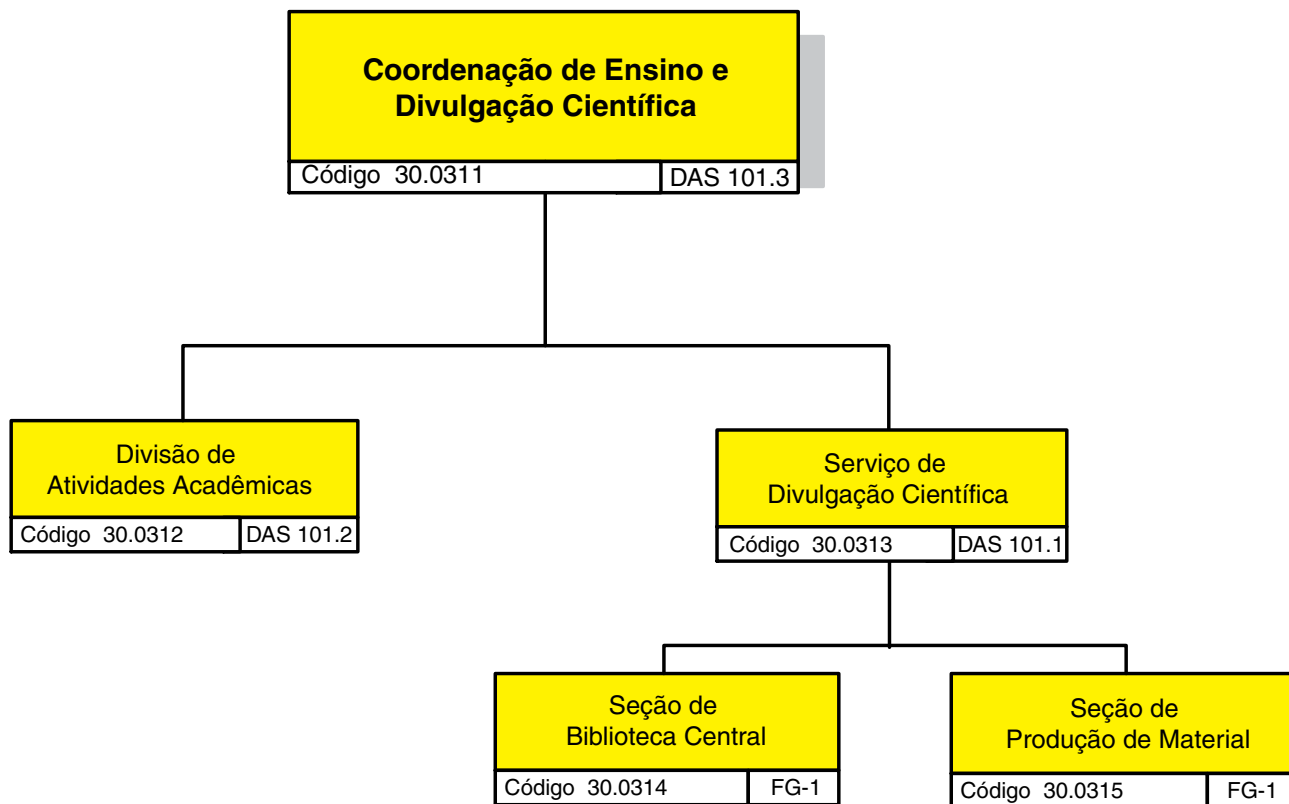 Coordenação de Ensino e
Divulgação Científica
Código 30.0311 DAS 101.3
Divisão de
Atividades Acadêmicas
Código 30.0312 DAS 101.2
Serviço de
Divulgação Científica
Código 30.0313 DAS 101.1
Seção de
Biblioteca Central
Código 30.0314 FG-1
Seção de
Produção de Material
Código 30.0315 FG-1